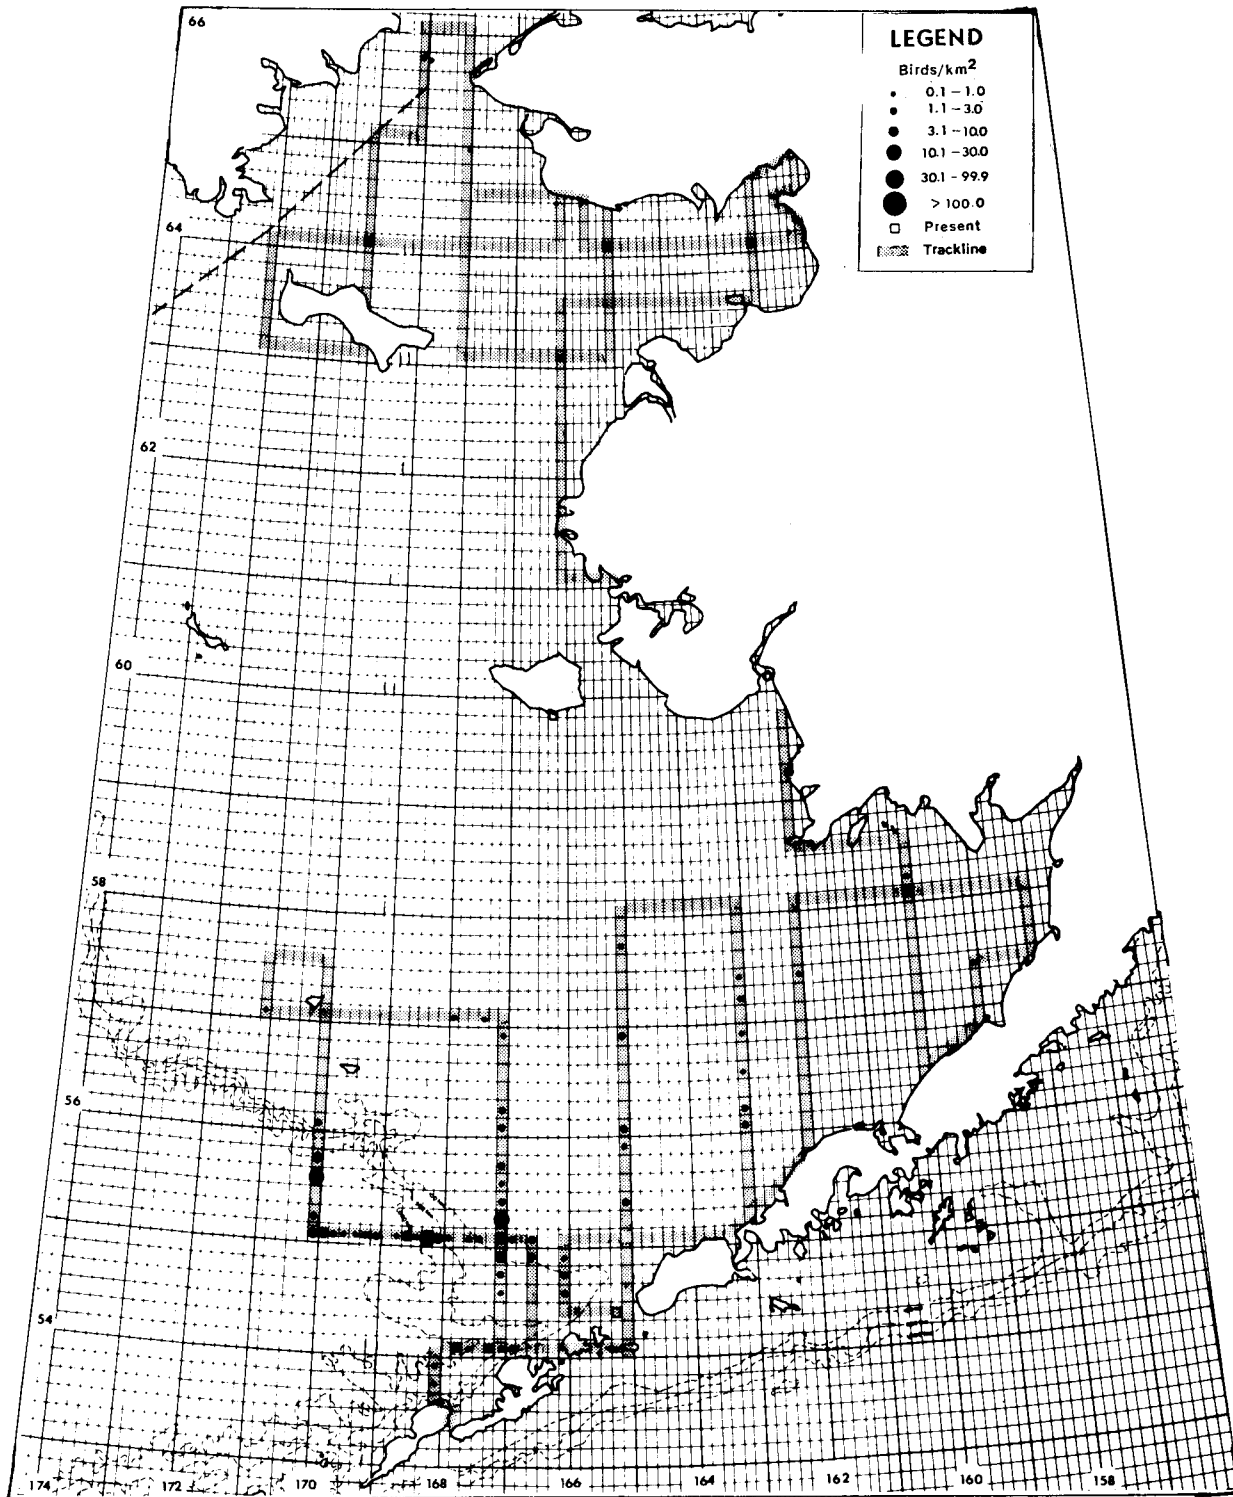 66
LEGEND
Birds/km²
0.1 – 1.0
1.1 – 3.0
3.1 – 10.0
10.1 – 30.0
30.1 – 99.9
> 100.0
Present
Trackline
64
62
60
58
56
54
174 172 170 168 166 164 162 160 158